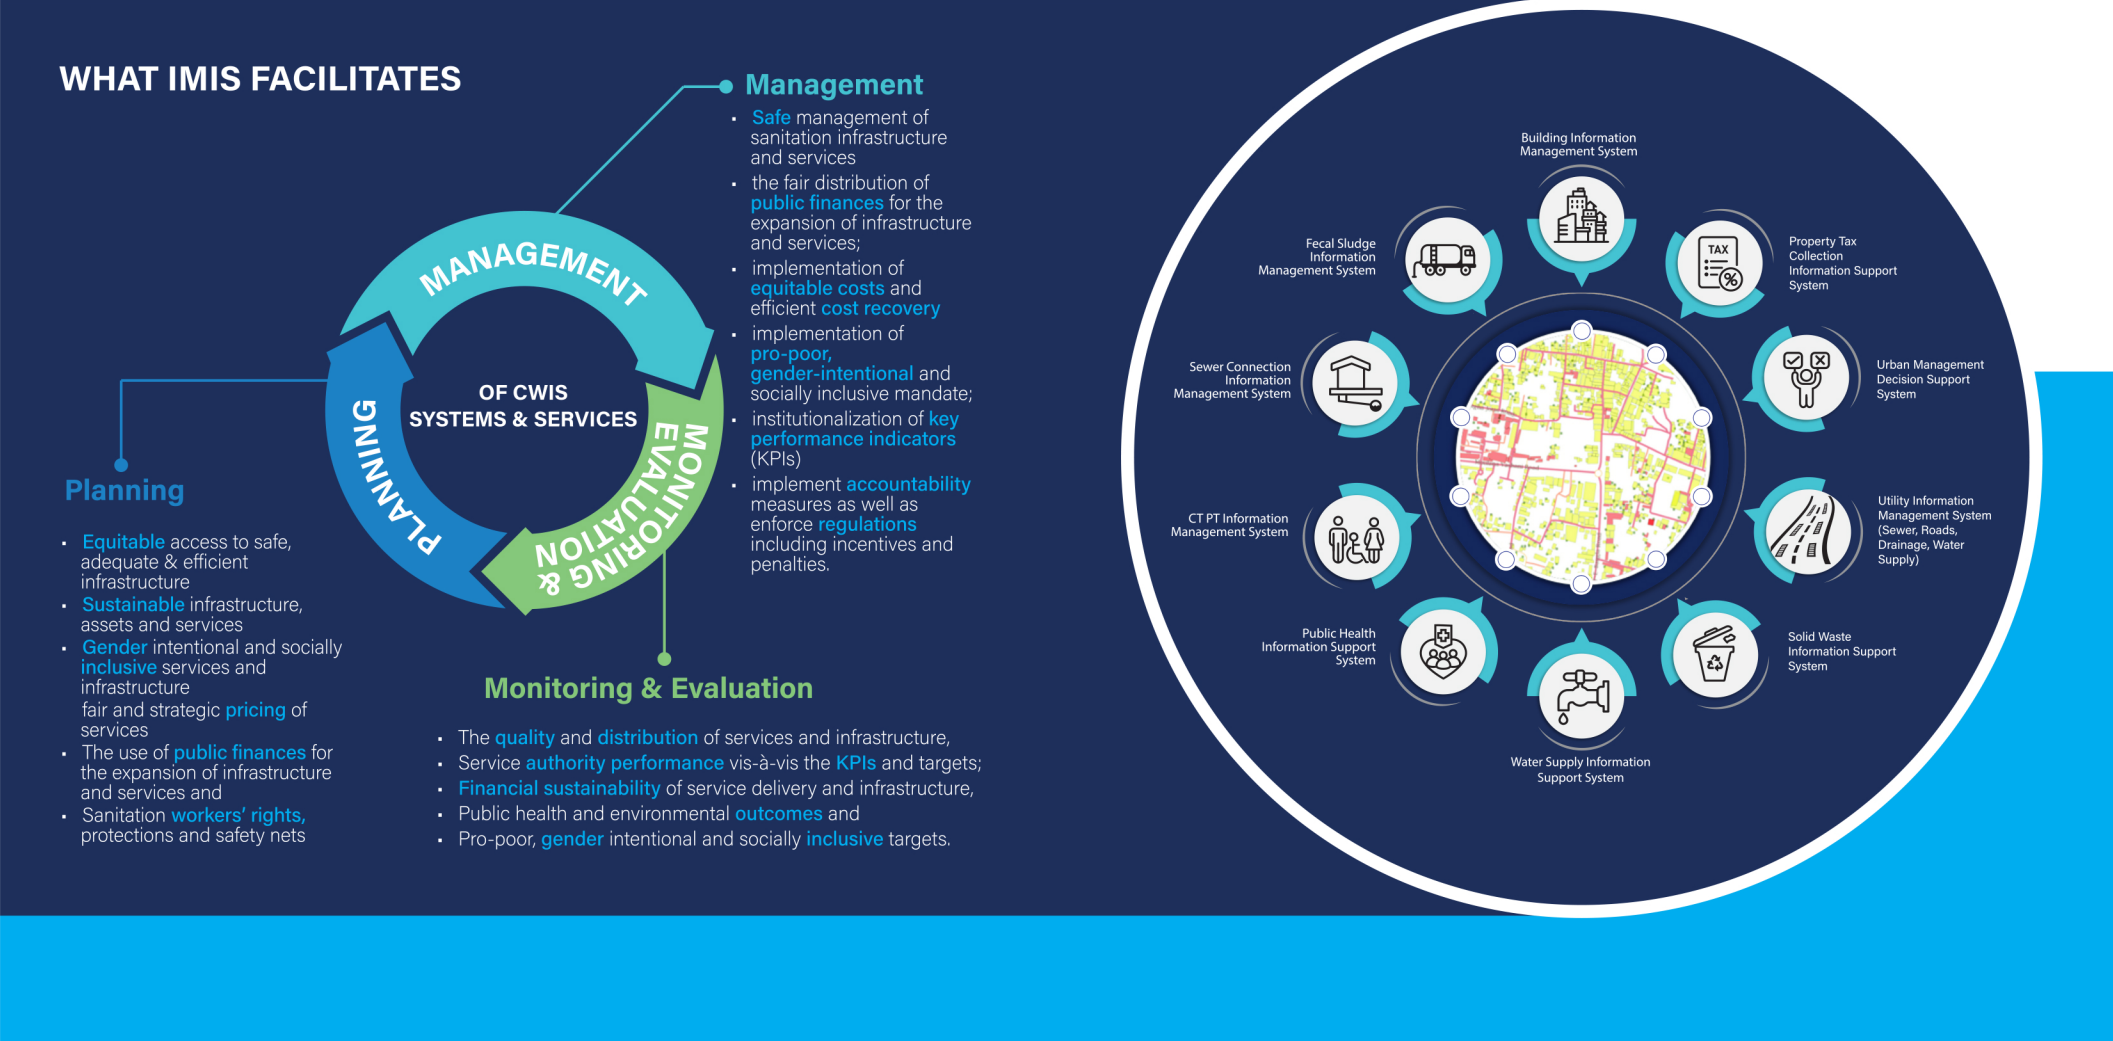 WHAT IMIS FACILITATES
Management
• Safe management of
sanitation infrastructure
and services
• the fair distribution of
public finances for the
expansion of infrastructure
and services;
• implementation of
equitable costs and
efficient cost recovery
• implementation of
pro-poor,
gender-intentional and
socially inclusive mandate;
• institutionalization of key
performance indicators
(KPIs)
• implement accountability
measures as well as
enforce regulations
including incentives and
penalties.
MANAGEMENT
OF CWIS
SYSTEMS & SERVICES
PLANNING
MONITORING &
EVALUATION
Planning
• Equitable access to safe,
adequate & efficient
infrastructure
• Sustainable infrastructure,
assets and services
• Gender intentional and socially
inclusive services and
infrastructure
fair and strategic pricing of
services
• The use of public finances for
the expansion of infrastructure
and services and
• Sanitation workers' rights,
protections and safety nets
Monitoring & Evaluation
• The quality and distribution of services and infrastructure,
• Service authority performance vis-à-vis the KPIs and targets;
• Financial sustainability of service delivery and infrastructure,
• Public health and environmental outcomes and
• Pro-poor, gender intentional and socially inclusive targets.
Building Information
Management System
Property Tax
Collection
Information Support
System
TAX
%
Urban Management
Decision Support
System
Utility Information
Management System
(Sewer, Roads,
Drainage, Water
Supply)
Solid Waste
Information Support
System
Water Supply Information
Support System
Public Health
Information Support
System
CT PT Information
Management System
Sewer Connection
Information
Management System
Fecal Sludge
Information
Management System